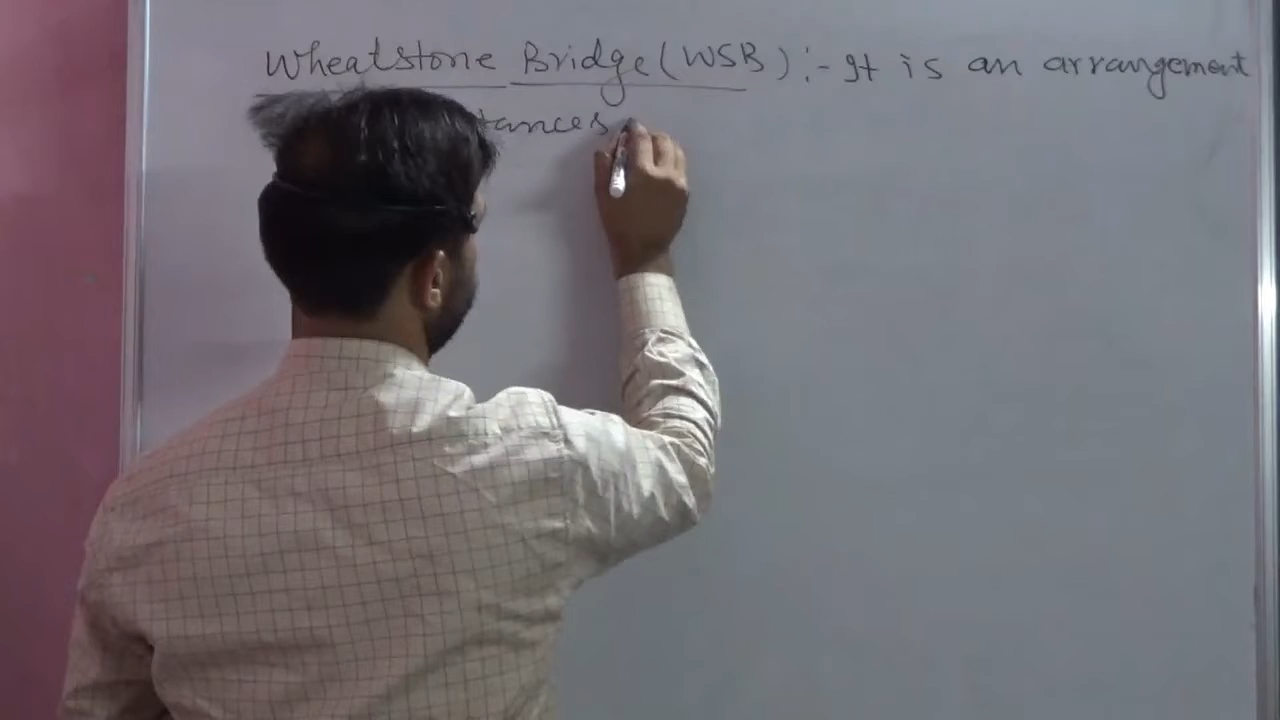 Wheatstone Bridge (WSB) :- It is an arrangement
tances